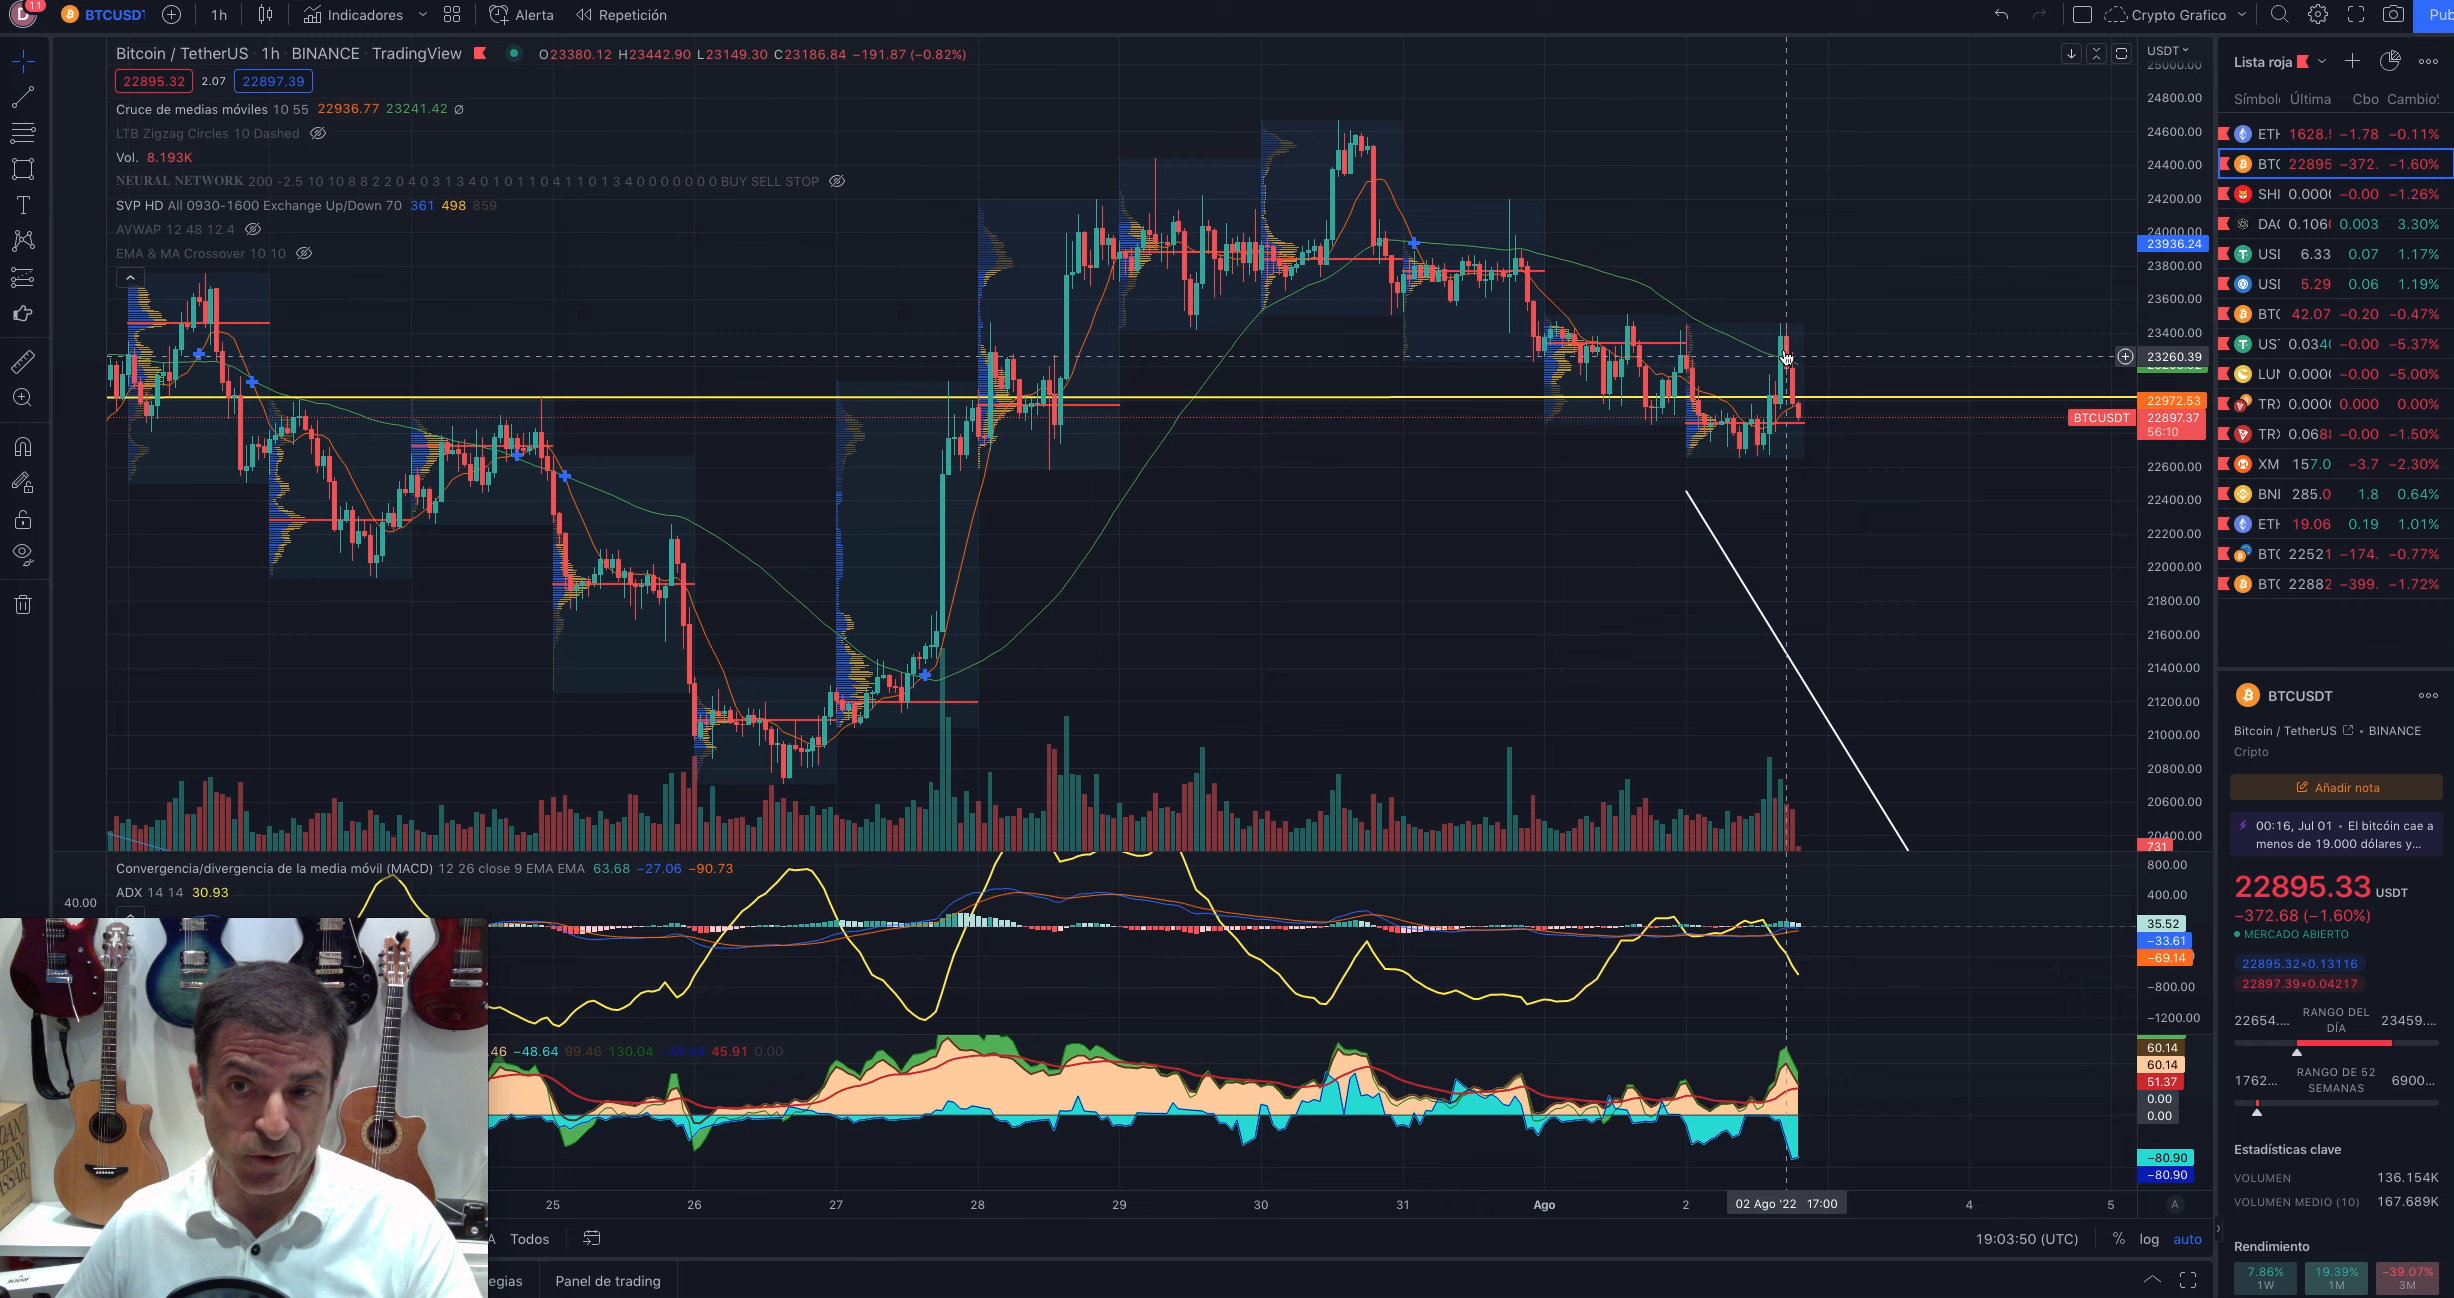 11
BTCUSDT
1h
Indicadores
Alerta
Repetición
Crypto Grafico
Pub
Bitcoin / TetherUS · 1h · BINANCE · TradingView
O23380.12 H23442.90 L23149.30 C23186.84 −191.87 (−0.82%)
22895.32 2.07 22897.39
Cruce de medias móviles 10 55 22936.77 23241.42 ∅
LTB Zigzag Circles 10 Dashed
Vol. 8.193K
NEURAL NETWORK 200 -2.5 10 10 8 8 2 2 0 4 0 3 1 3 4 0 1 0 1 1 0 4 1 1 0 1 3 4 0 0 0 0 0 0 0 BUY SELL STOP
SVP HD All 0930-1600 Exchange Up/Down 70 361 498 859
AVWAP 12 48 12 4
EMA & MA Crossover 10 10
USDT
25000.00
24800.00
24600.00
24400.00
24200.00
24000.00
23936.24
23800.00
23600.00
23400.00
23260.39
22972.53
BTCUSDT 22897.37
56:10
22600.00
22400.00
22200.00
22000.00
21800.00
21600.00
21400.00
21200.00
21000.00
20800.00
20600.00
20400.00
731
Convergencia/divergencia de la media móvil (MACD) 12 26 close 9 EMA EMA 63.68 −27.06 −90.73
ADX 14 14 30.93
40.00
800.00
400.00
35.52
−33.61
−69.14
−800.00
−1200.00
.46 −48.64 99.46 130.04 45.91 0.00
60.14
60.14
51.37
0.00
0.00
−80.90
−80.90
25 26 27 28 29 30 31 Ago 2 02 Ago '22 17:00 4 5 A
A Todos
19:03:50 (UTC) % log auto
egias Panel de trading
Lista roja
Símbol Última Cbo Cambio%
ETH 1628. −1.78 −0.11%
BTC 22895 −372. −1.60%
SHI 0.000 −0.00 −1.26%
DA 0.106 0.003 3.30%
USI 6.33 0.07 1.17%
USI 5.29 0.06 1.19%
BTC 42.07 −0.20 −0.47%
US 0.034 −0.00 −5.37%
LUN 0.000 −0.00 −5.00%
TRX 0.000 0.000 0.00%
TRX 0.068 −0.00 −1.50%
XM 157.0 −3.7 −2.30%
BNI 285.0 1.8 0.64%
ETH 19.06 0.19 1.01%
BTC 22521 −174. −0.77%
BTC 22882 −399. −1.72%
BTCUSDT
Bitcoin / TetherUS • BINANCE
Cripto
Añadir nota
00:16, Jul 01 • El bitcóin cae a
menos de 19.000 dólares y...
22895.33 USDT
−372.68 (−1.60%)
MERCADO ABIERTO
22895.32×0.13116
22897.39×0.04217
22654.... RANGO DEL DÍA 23459....
1762... RANGO DE 52 SEMANAS 6900...
Estadísticas clave
VOLUMEN 136.154K
VOLUMEN MEDIO (10) 167.689K
Rendimiento
7.86% 19.39% −39.07%
1W 1M 3M